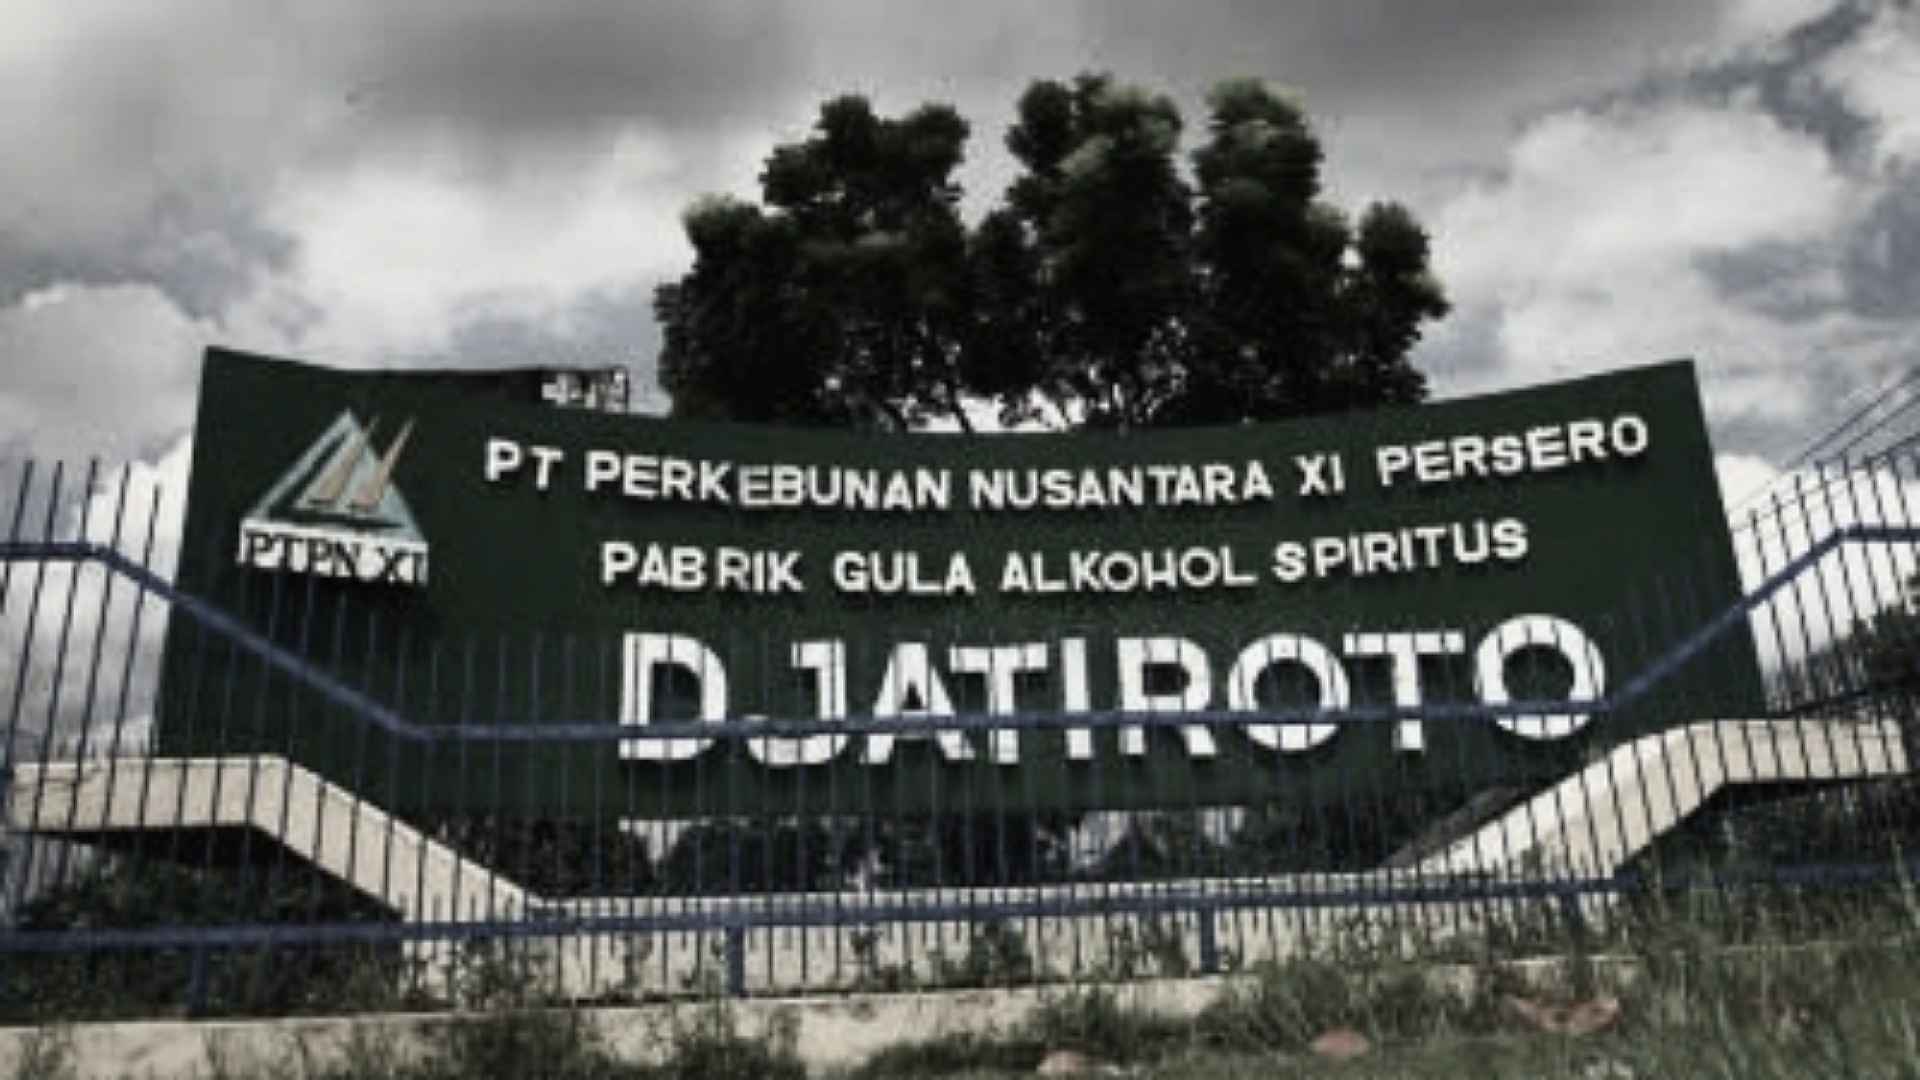 PTPN XI
PT PERKEBUNAN NUSANTARA XI PERSERO
PABRIK GULA ALKOHOL SPIRITUS
DJATIROTO